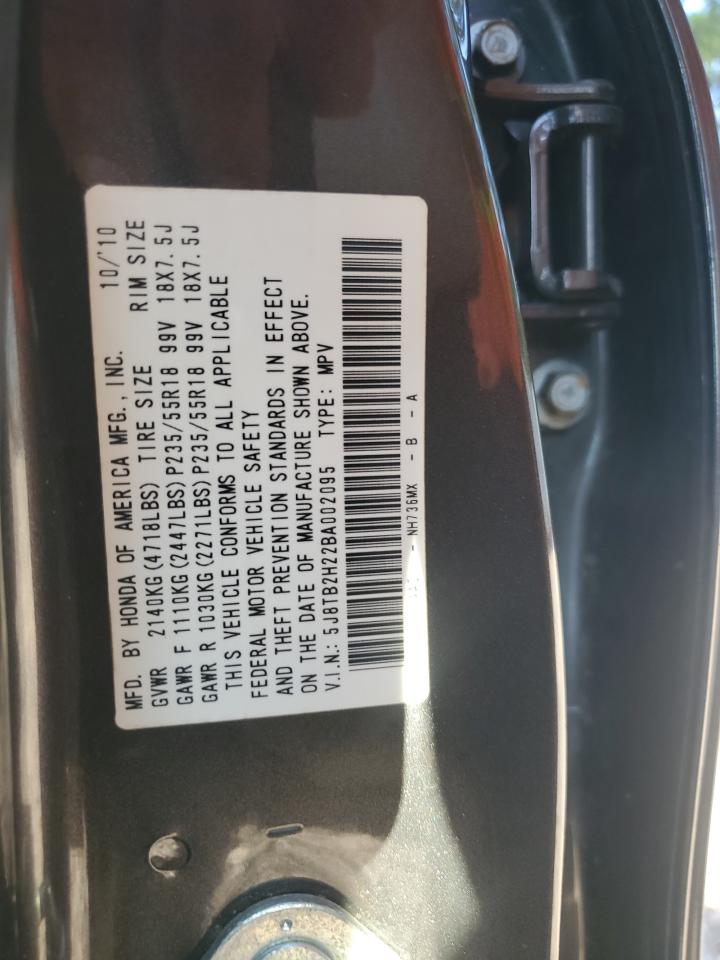 MFD. BY HONDA OF AMERICA MFG., INC. 10/'10
GVWR 2140KG(4718LBS) TIRE SIZE RIM SIZE
GAWR F 1110KG(2447LBS)P235/55R18 99V 18X7.5J
GAWR R 1030KG(2271LBS)P235/55R18 99V 18X7.5J
THIS VEHICLE CONFORMS TO ALL APPLICABLE
FEDERAL MOTOR VEHICLE SAFETY
AND THEFT PREVENTION STANDARDS IN EFFECT
ON THE DATE OF MANUFACTURE SHOWN ABOVE.
V.I.N.: 5J8TB2H22BA002095 TYPE: MPV
- NH736MX - B - A